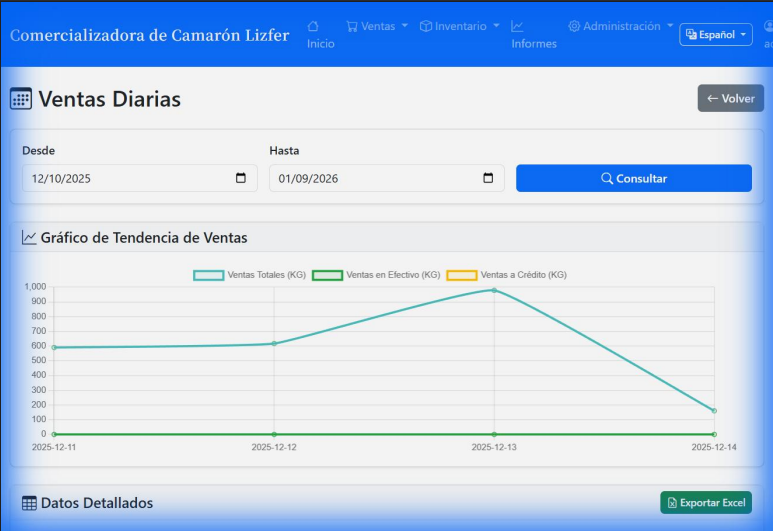 Comercializadora de Camarón Lizfer
Inicio
Ventas
Inventario
Informes
Administración
Español
Ventas Diarias
← Volver
Desde
Hasta
12/10/2025
01/09/2026
Consultar
Gráfico de Tendencia de Ventas
Ventas Totales (KG) Ventas en Efectivo (KG) Ventas a Crédito (KG)
1,000
900
800
700
600
500
400
300
200
100
0
2025-12-11 2025-12-12 2025-12-13 2025-12-14
Datos Detallados
Exportar Excel